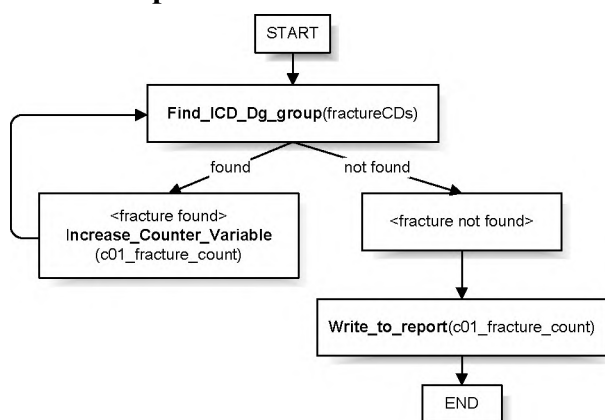 START
Find_ICD_Dg_group(fractureCDs)
found
not found
<fracture found>
Increase_Counter_Variable
(c01_fracture_count)
<fracture not found>
Write_to_report(c01_fracture_count)
END